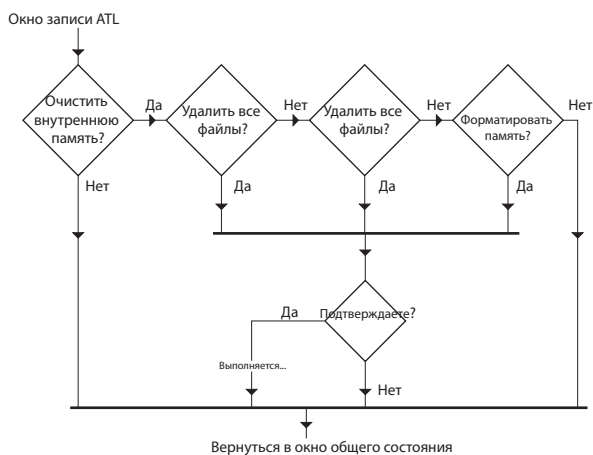 Окно записи ATL
Очистить
внутреннюю
память?
Да
Удалить все
файлы?
Нет
Удалить все
файлы?
Нет
Форматировать
память?
Нет
Нет
Да
Да
Да
Подтверждаете?
Да
Выполняется...
Нет
Вернуться в окно общего состояния